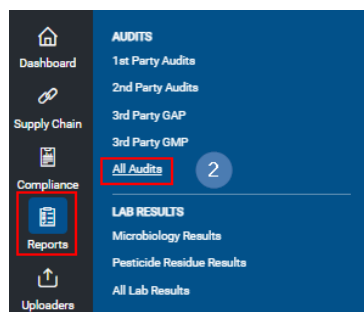 Dashboard
Supply Chain
Compliance
Reports
Uploaders
AUDITS
1st Party Audits
2nd Party Audits
3rd Party GAP
3rd Party GMP
All Audits
2
LAB RESULTS
Microbiology Results
Pesticide Residue Results
All Lab Results